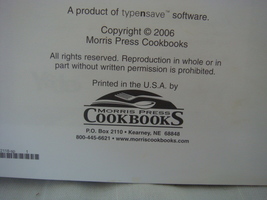 A product of typensave™ software.
Copyright © 2006
Morris Press Cookbooks
All rights reserved. Reproduction in whole or in
part without written permission is prohibited.
Printed in the U.S.A. by
MORRIS PRESS
COOKBOOKS
P.O. Box 2110 • Kearney, NE 68848
800-445-6621 • www.morriscookbooks.com